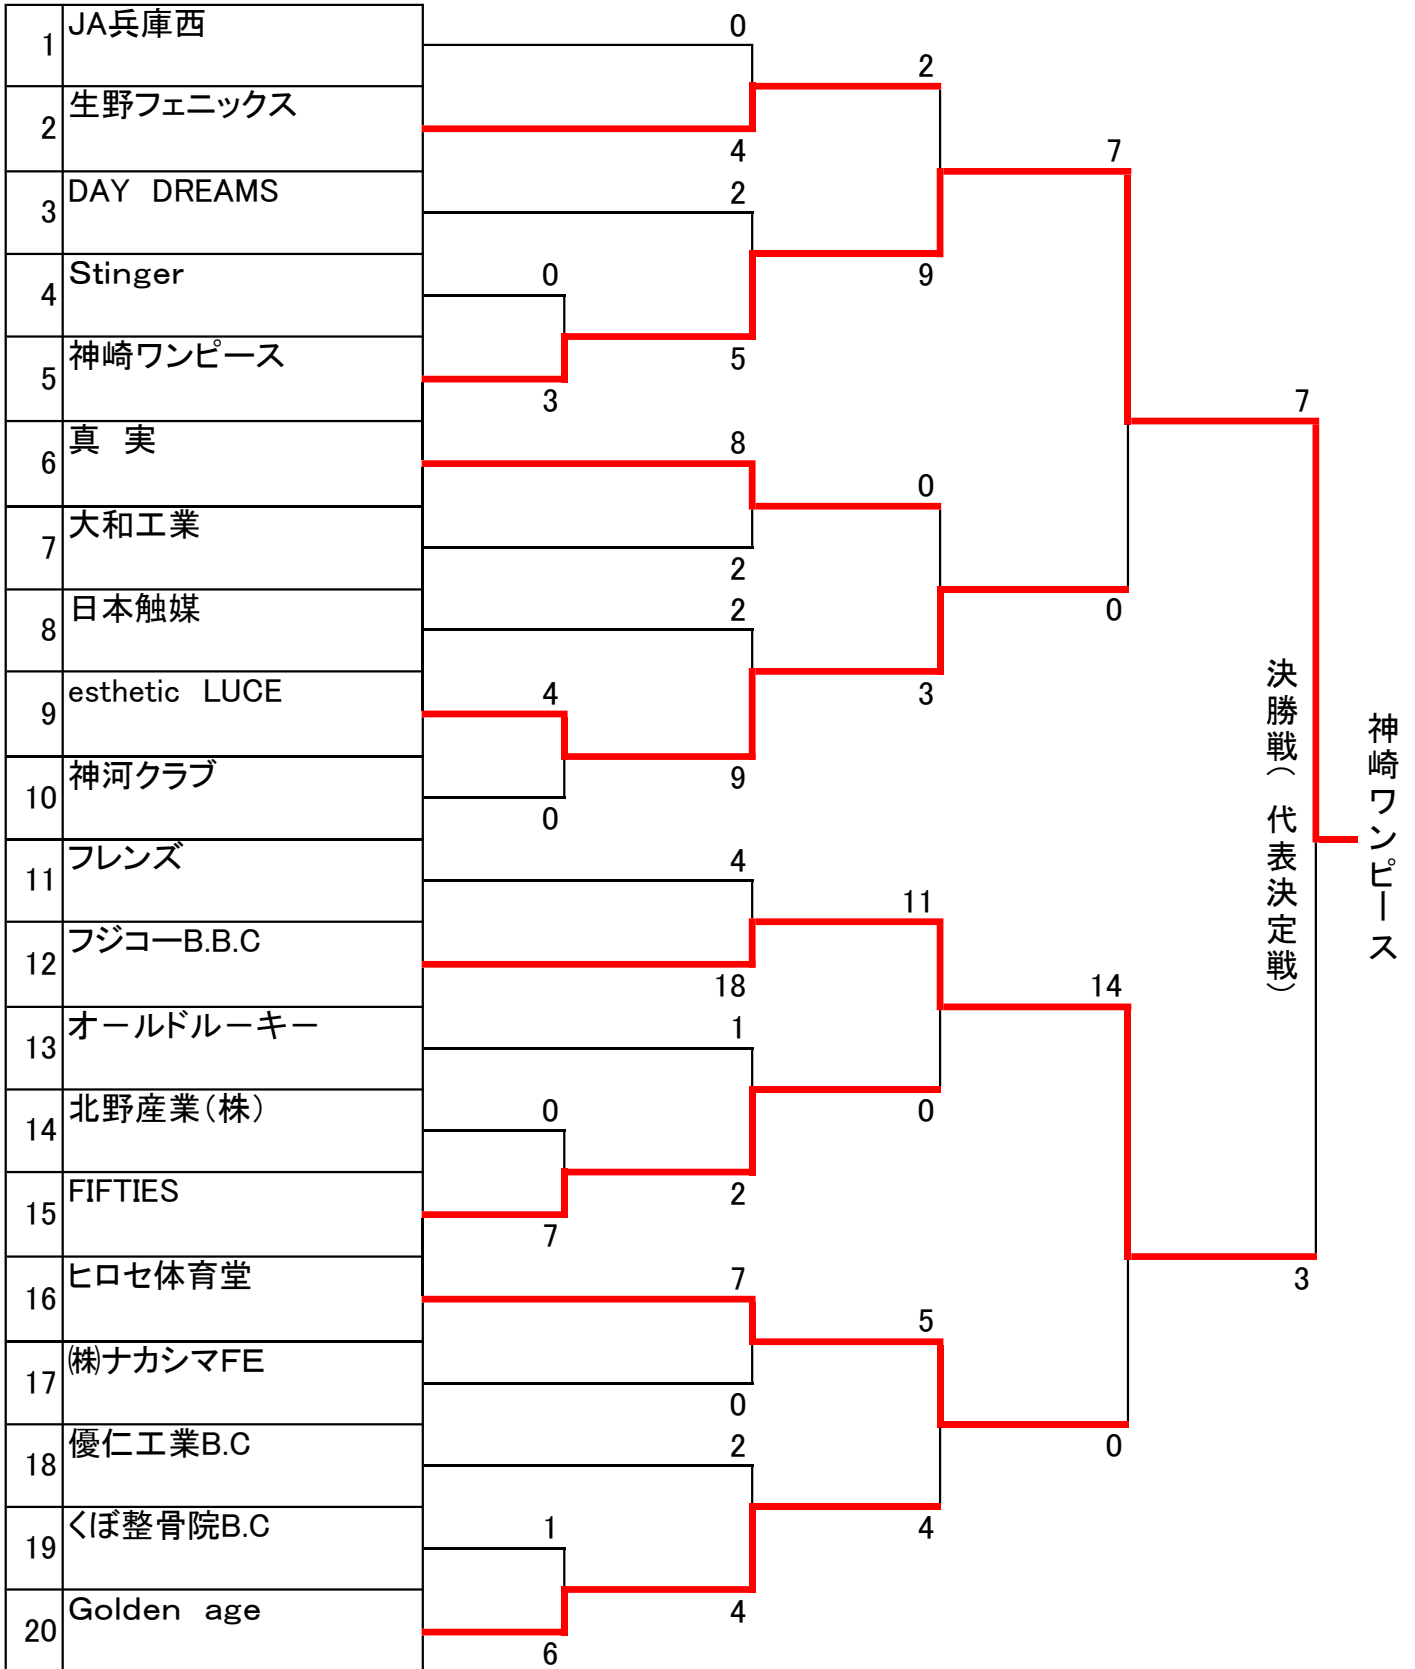 1 JA兵庫西
2 生野フェニックス
3 DAY DREAMS
4 Stinger
5 神崎ワンピース
6 真 実
7 大和工業
8 日本触媒
9 esthetic LUCE
10 神河クラブ
11 フレンズ
12 フジコーB.B.C
13 オールドルーキー
14 北野産業(株)
15 FIFTIES
16 ヒロセ体育堂
17 ㈱ナカシマFE
18 優仁工業B.C
19 くぼ整骨院B.C
20 Golden age
0
3
4
0
0
7
1
6
0
4
2
5
8
2
2
9
4
18
1
2
7
0
2
4
2
9
0
3
11
0
5
4
7
0
14
0
7
3
決勝戦(代表決定戦)
神崎ワンピース